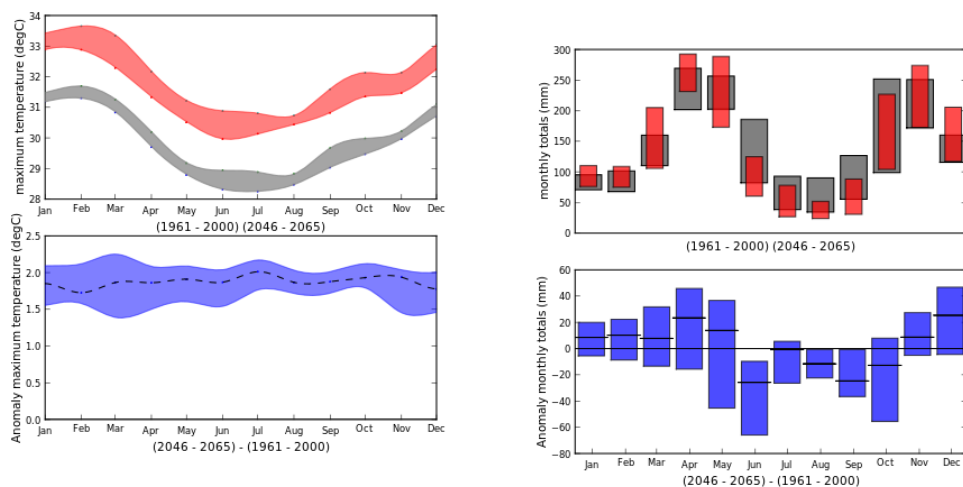 maximum temperature (degC)
34
33
32
31
30
29
28
Jan Feb Mar Apr May Jun Jul Aug Sep Oct Nov Dec
(1961 - 2000) (2046 - 2065)
Anomaly maximum temperature (degC)
2.5
2.0
1.5
1.0
0.5
0.0
Jan Feb Mar Apr May Jun Jul Aug Sep Oct Nov Dec
(2046 - 2065) - (1961 - 2000)
monthly totals (mm)
300
250
200
150
100
50
0
(1961 - 2000) (2046 - 2065)
Anomaly monthly totals (mm)
60
40
20
0
−20
−40
−60
−80
Jan Feb Mar Apr May Jun Jul Aug Sep Oct Nov Dec
(2046 - 2065) - (1961 - 2000)